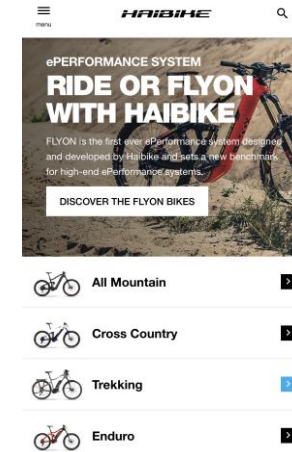 HAIBIKE
menu
ePERFORMANCE SYSTEM
RIDE OR FLYON
WITH HAIBIKE
FLYON is the first ever ePerformance system designed
and developed by Haibike and sets a new benchmark
for high-end ePerformance systems.
DISCOVER THE FLYON BIKES
All Mountain
Cross Country
Trekking
Enduro